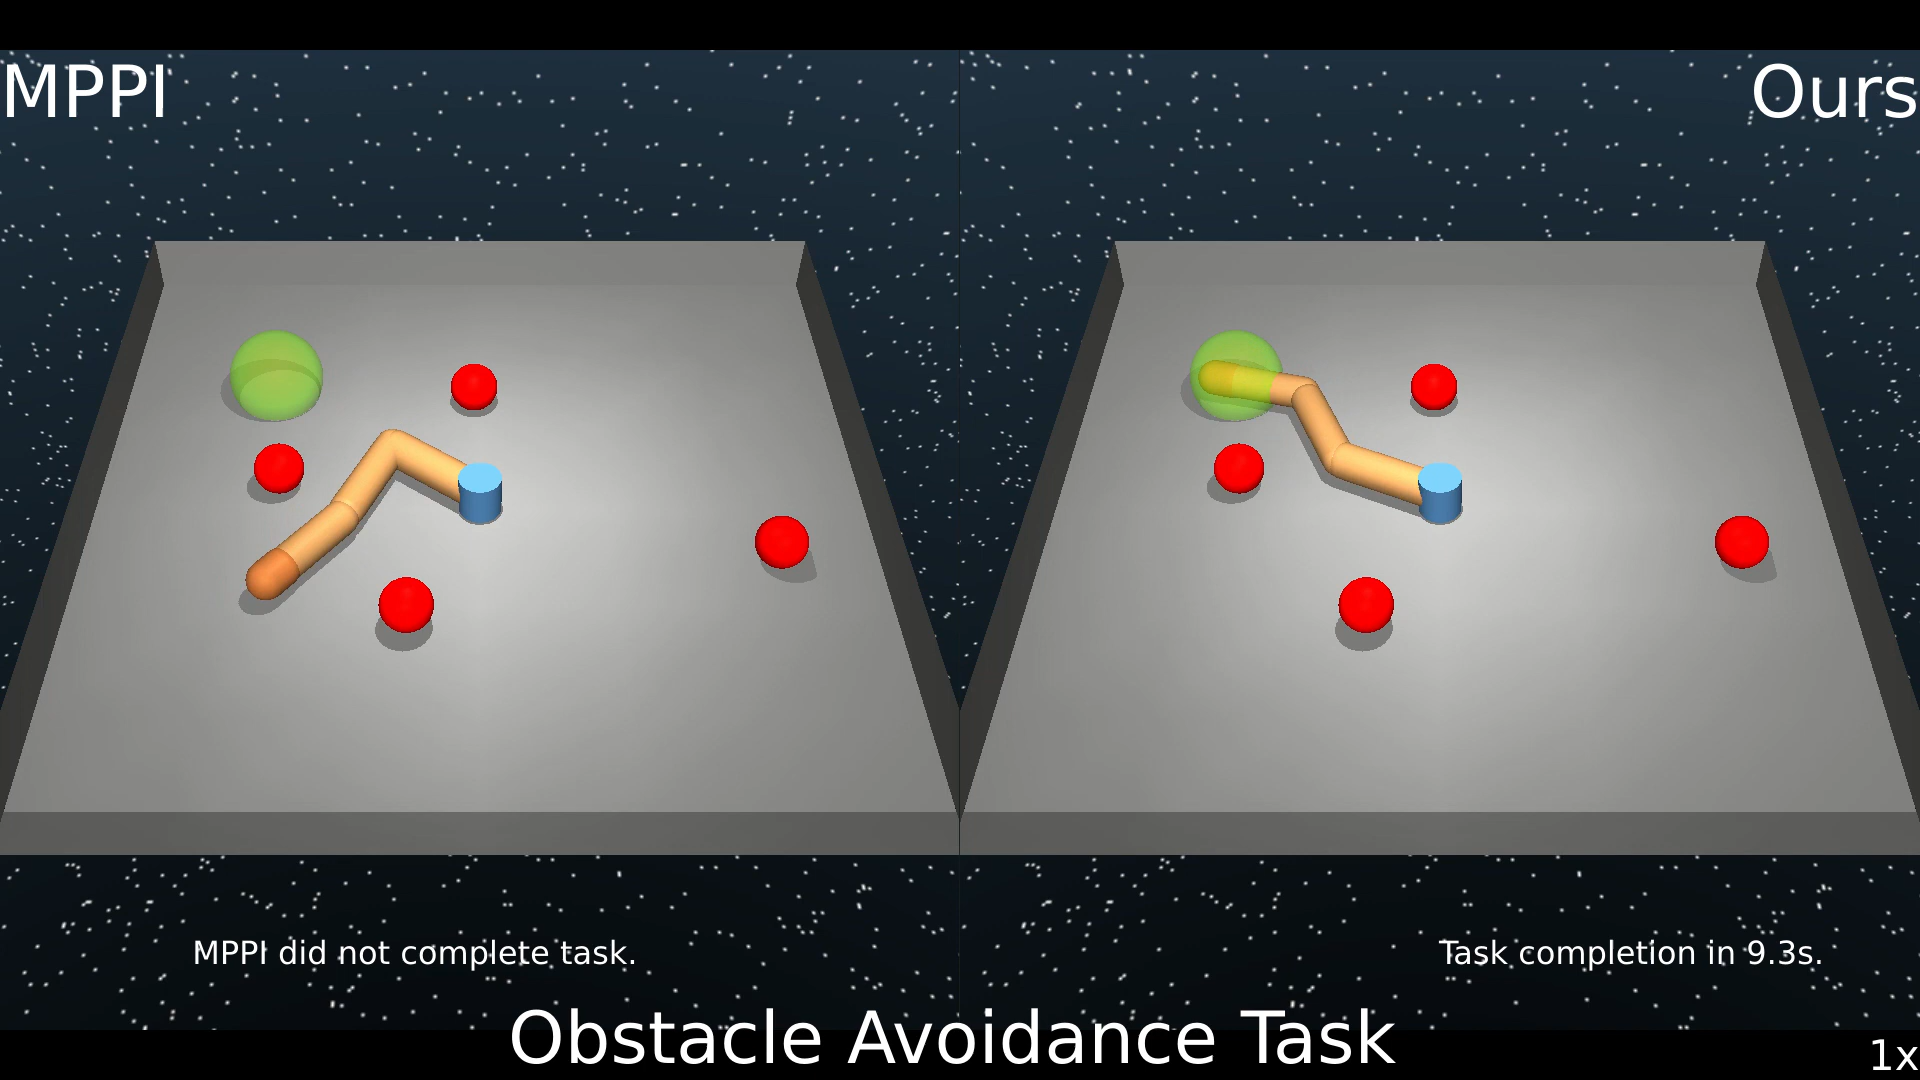 MPPI
Ours
MPPI did not complete task.
Task completion in 9.3s.
Obstacle Avoidance Task
1x